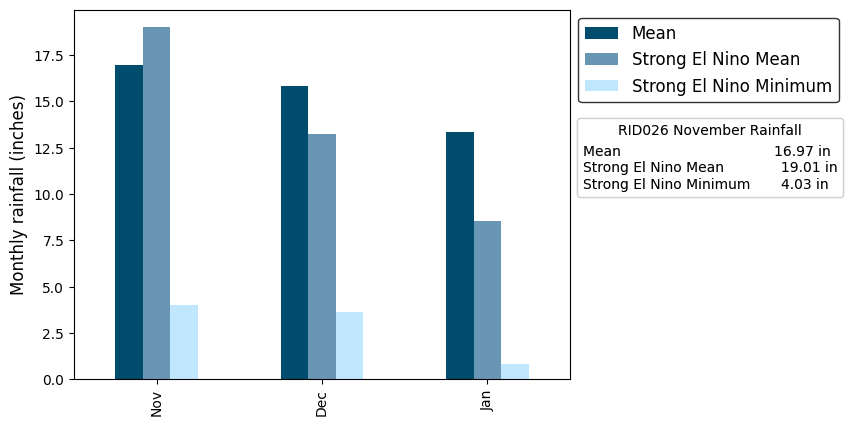 Mean
Strong El Nino Mean
Strong El Nino Minimum
RID026 November Rainfall
Mean 16.97 in
Strong El Nino Mean 19.01 in
Strong El Nino Minimum 4.03 in
Monthly rainfall (inches)
17.5
15.0
12.5
10.0
7.5
5.0
2.5
0.0
Nov
Dec
Jan